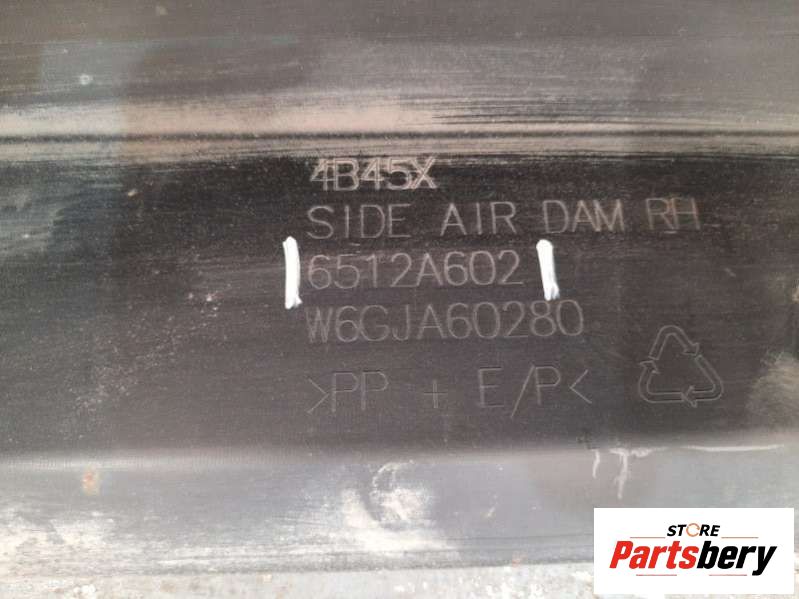 4B45X
SIDE AIR DAM RH
6512A602
W6GJA60280
>PP + E/P<
STORE
Partsbery